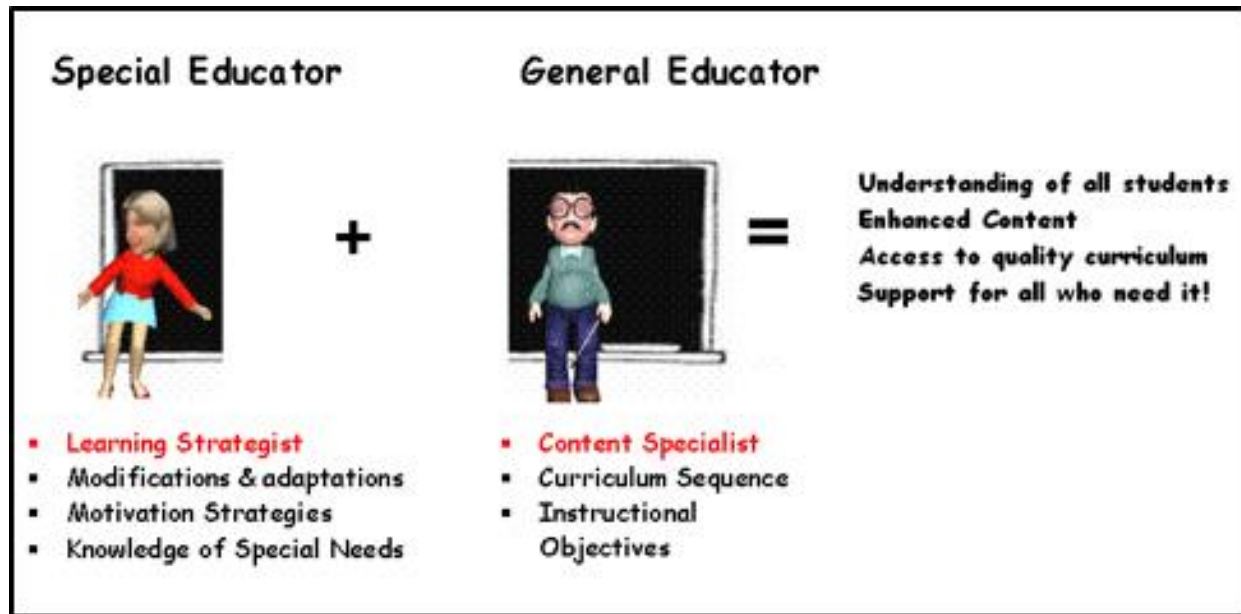 Special Educator
General Educator
+
=
Understanding of all students
Enhanced Content
Access to quality curriculum
Support for all who need it!
▪ Learning Strategist
▪ Modifications & adaptations
▪ Motivation Strategies
▪ Knowledge of Special Needs
▪ Content Specialist
▪ Curriculum Sequence
▪ Instructional
Objectives